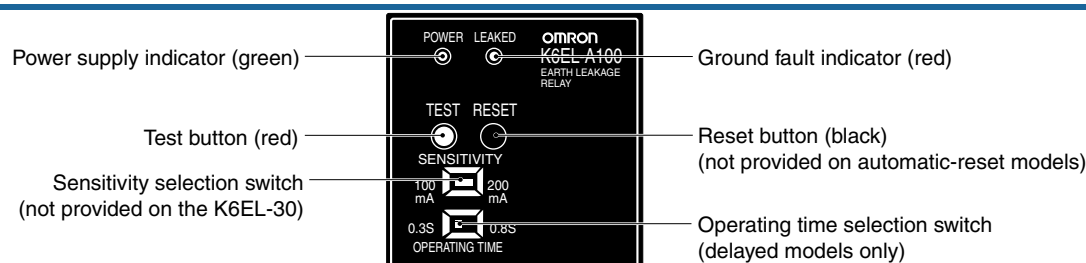 Power supply indicator (green)
Test button (red)
Sensitivity selection switch
(not provided on the K6EL-30)
POWER LEAKED
OMRON
K6EL-A100
EARTH LEAKAGE
RELAY
TEST RESET
SENSITIVITY
100
mA
200
mA
0.3S 0.8S
OPERATING TIME
Ground fault indicator (red)
Reset button (black)
(not provided on automatic-reset models)
Operating time selection switch
(delayed models only)